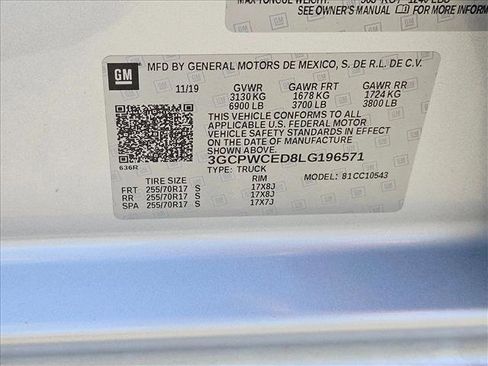 SEE OWNER'S MANUAL
MORE INFORM
GM
MFD BY GENERAL MOTORS DE MEXICO, S. DE R.L. DE C.V.
11/19 GVWR GAWR FRT GAWR RR
3130 KG 1678 KG 1724 KG
6900 LB 3700 LB 3800 LB
THIS VEHICLE CONFORMS TO ALL
APPLICABLE U.S. FEDERAL MOTOR
VEHICLE SAFETY STANDARDS IN EFFECT
ON THE DATE OF MANUFACTURE SHOWN ABOVE.
3GCPWCED8LG196571
636R TYPE: TRUCK
MODEL: 81CC10543
TIRE SIZE RIM
FRT 255/70R17 S 17X8J
RR 255/70R17 S 17X8J
SPA 255/70R17 S 17X7J